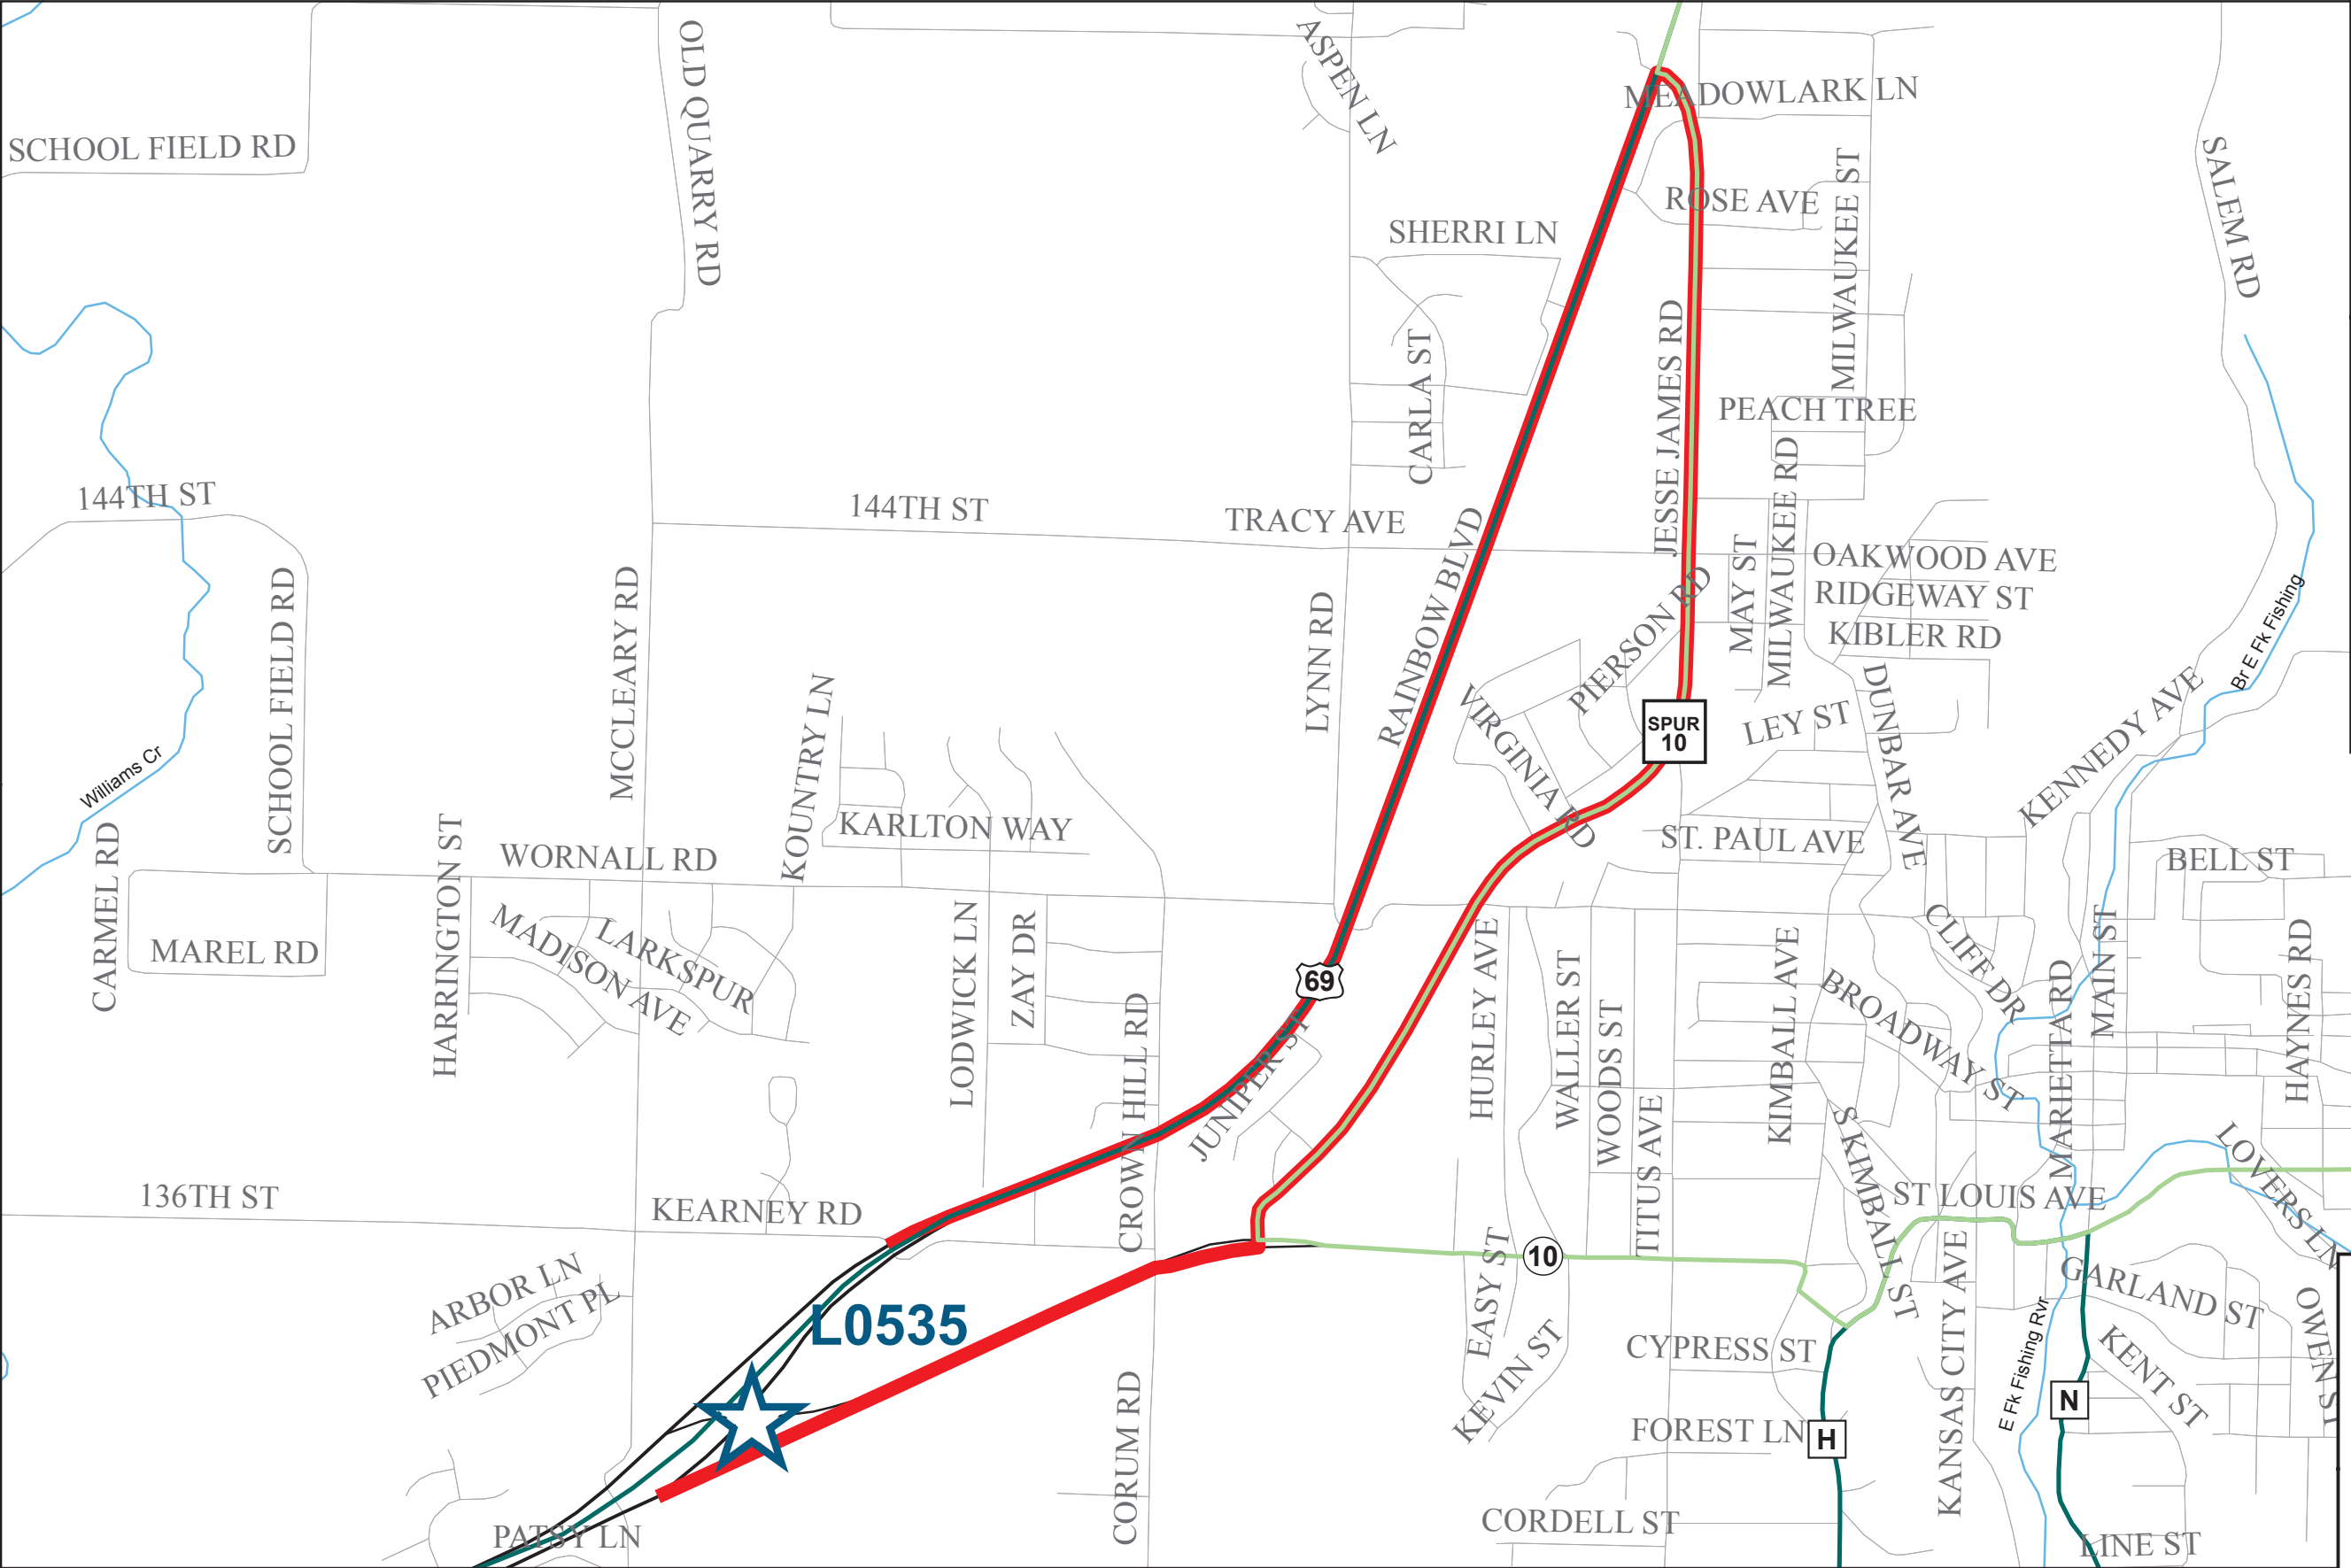 OLD QUARRY RD
ASPEN LN
MEADOWLARK LN
SCHOOL FIELD RD
SALEM RD
ROSE AVE
MILWAUKEE ST
SHERRI LN
JESSE JAMES RD
CARLA ST
PEACH TREE
144TH ST
144TH ST
TRACY AVE
RAINBOW BLVD
MAY ST
MILWAUKEE RD
OAKWOOD AVE
RIDGEWAY ST
KIBLER RD
Br E Fk Fishing
SCHOOL FIELD RD
MCCLEARY RD
LYNN RD
PIERSON RD
VIRGINIA RD
SPUR
10
LEY ST
DUNBAR AVE
KENNEDY AVE
Williams Cr
KOUNTRY LN
KARLTON WAY
ST. PAUL AVE
BELL ST
CARMEL RD
HARRINGTON ST
WORNALL RD
MAREL RD
MADISON AVE
LARKSPUR
LODWICK LN
ZAY DR
69
HURLEY AVE
WALLER ST
WOODS ST
KIMBALL AVE
CLIFF DR
BROADWAY ST
MAIN ST
MARIETTA RD
HAYNES RD
JUNIPER ST
CROWN HILL RD
TITUS AVE
S KIMBALL ST
LOVERS LN
136TH ST
KEARNEY RD
ST LOUIS AVE
10
EASY ST
ARBOR LN
PIEDMONT PL
L0535
GARLAND ST
OWEN ST
KANSAS CITY AVE
E Fk Fishing Rvr
CYPRESS ST
KEVIN ST
KENT ST
N
CORUM RD
FOREST LN
H
PATSY LN
CORDELL ST
LINE ST